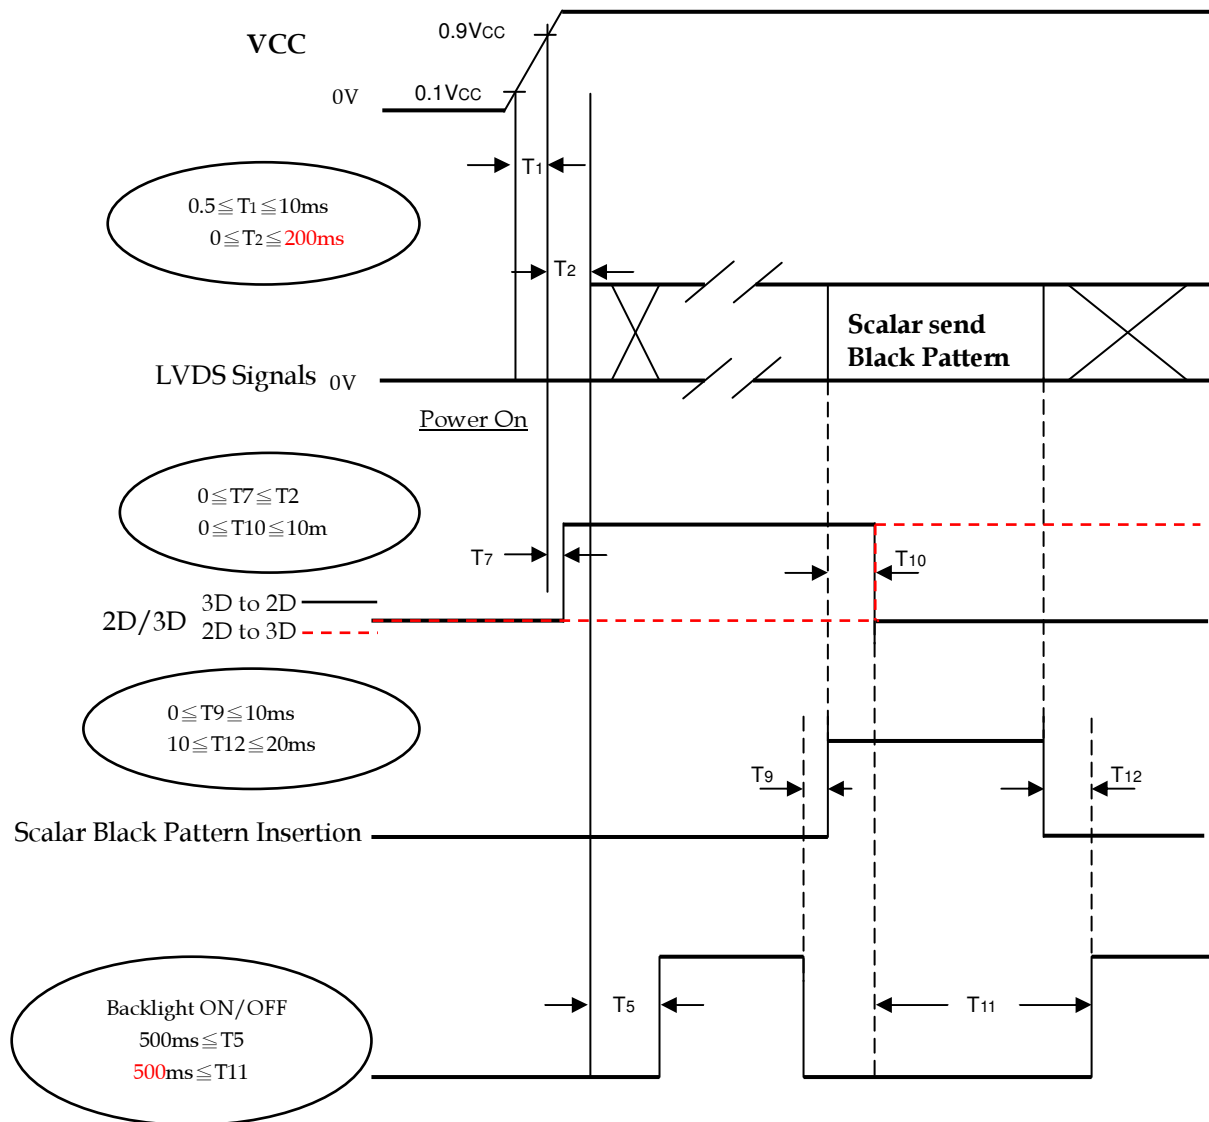 0.9VCC
VCC
0V
0.1VCC
T1
0.5≦T1≦10ms
0≦T2≦200ms
T2
Scalar send
Black Pattern
LVDS Signals 0V
Power On
0≦T7≦T2
0≦T10≦10m
T7
T10
2D/3D
3D to 2D
2D to 3D
0≦T9≦10ms
10≦T12≦20ms
T9
T12
Scalar Black Pattern Insertion
Backlight ON/OFF
500ms≦T5
500ms≦T11
T5
T11